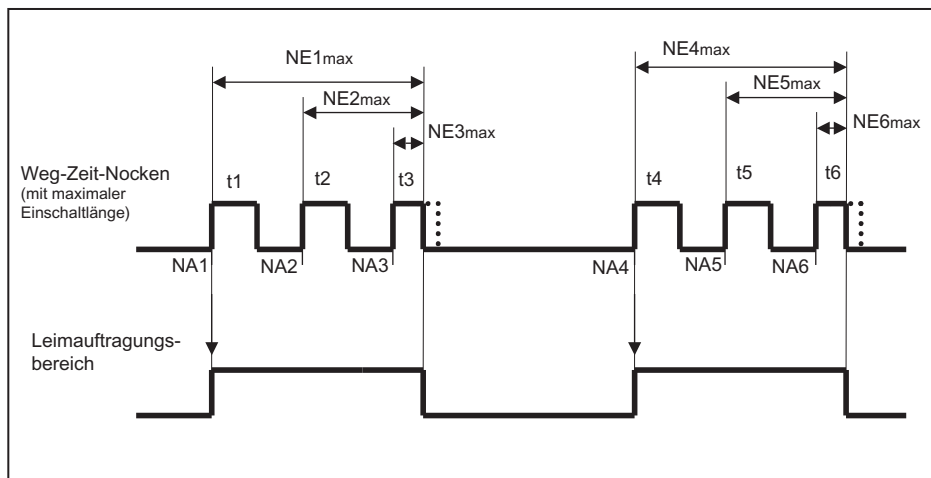 NE1max
NE4max
NE2max
NE5max
NE3max
NE6max
Weg-Zeit-Nocken
(mit maximaler
Einschaltlänge)
t1
t2
t3
t4
t5
t6
NA1
NA2
NA3
NA4
NA5
NA6
Leimauftragungs-
bereich